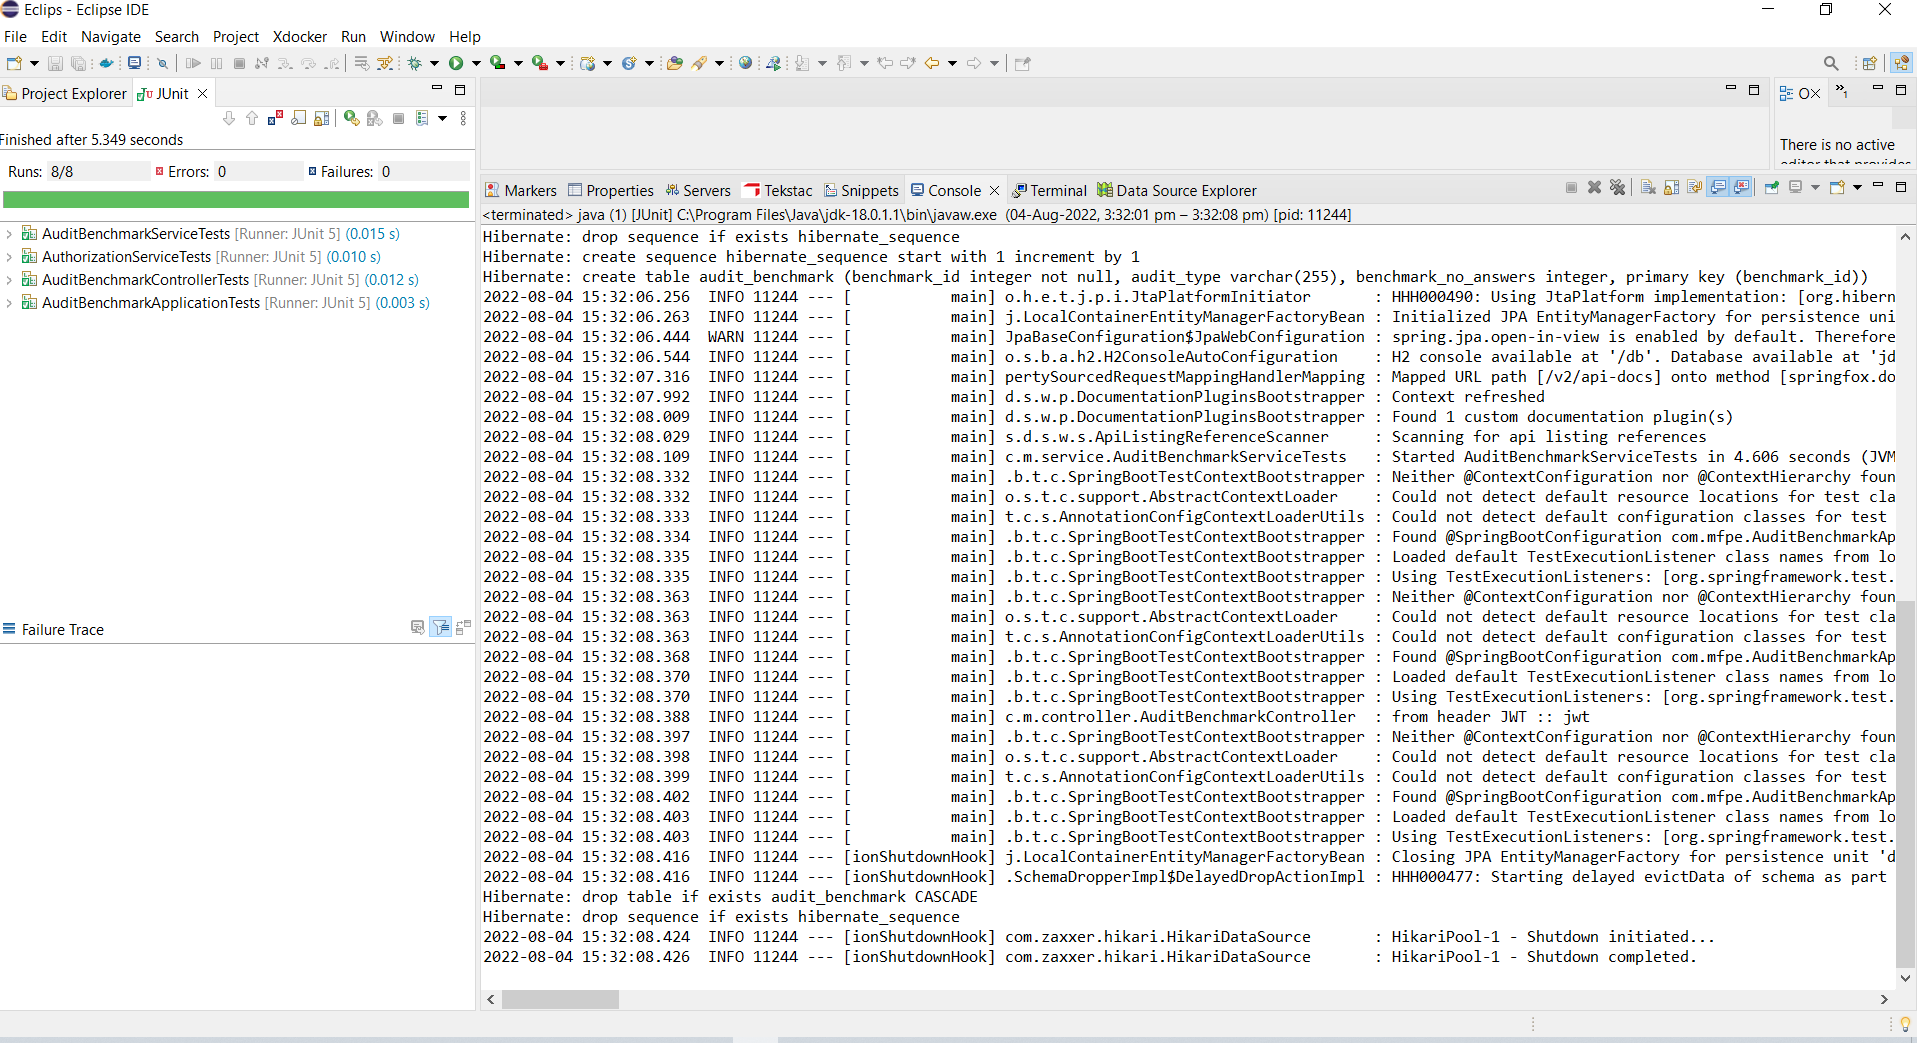 Eclips - Eclipse IDE
File Edit Navigate Search Project Xdocker Run Window Help
Project Explorer
JUnit
Finished after 5.349 seconds
Runs: 8/8 Errors: 0 Failures: 0
AuditBenchmarkServiceTests [Runner: JUnit 5] (0.015 s)
AuthorizationServiceTests [Runner: JUnit 5] (0.010 s)
AuditBenchmarkControllerTests [Runner: JUnit 5] (0.012 s)
AuditBenchmarkApplicationTests [Runner: JUnit 5] (0.003 s)
Failure Trace
O
»1
There is no active
editor that provides
Markers Properties Servers Tekstac Snippets Console Terminal Data Source Explorer
<terminated> java (1) [JUnit] C:\Program Files\Java\jdk-18.0.1.1\bin\javaw.exe (04-Aug-2022, 3:32:01 pm – 3:32:08 pm) [pid: 11244]
Hibernate: drop sequence if exists hibernate_sequence
Hibernate: create sequence hibernate_sequence start with 1 increment by 1
Hibernate: create table audit_benchmark (benchmark_id integer not null, audit_type varchar(255), benchmark_no_answers integer, primary key (benchmark_id))
2022-08-04 15:32:06.256 INFO 11244 --- [ main] o.h.e.t.j.p.i.JtaPlatformInitiator : HHH000490: Using JtaPlatform implementation: [org.hibern
2022-08-04 15:32:06.263 INFO 11244 --- [ main] j.LocalContainerEntityManagerFactoryBean : Initialized JPA EntityManagerFactory for persistence uni
2022-08-04 15:32:06.444 WARN 11244 --- [ main] JpaBaseConfiguration$JpaWebConfiguration : spring.jpa.open-in-view is enabled by default. Therefore
2022-08-04 15:32:06.544 INFO 11244 --- [ main] o.s.b.a.h2.H2ConsoleAutoConfiguration : H2 console available at '/db'. Database available at 'jd
2022-08-04 15:32:07.316 INFO 11244 --- [ main] pertySourcedRequestMappingHandlerMapping : Mapped URL path [/v2/api-docs] onto method [springfox.do
2022-08-04 15:32:07.992 INFO 11244 --- [ main] d.s.w.p.DocumentationPluginsBootstrapper : Context refreshed
2022-08-04 15:32:08.009 INFO 11244 --- [ main] d.s.w.p.DocumentationPluginsBootstrapper : Found 1 custom documentation plugin(s)
2022-08-04 15:32:08.029 INFO 11244 --- [ main] s.d.s.w.s.ApiListingReferenceScanner : Scanning for api listing references
2022-08-04 15:32:08.109 INFO 11244 --- [ main] c.m.service.AuditBenchmarkServiceTests : Started AuditBenchmarkServiceTests in 4.606 seconds (JVM
2022-08-04 15:32:08.332 INFO 11244 --- [ main] .b.t.c.SpringBootTestContextBootstrapper : Neither @ContextConfiguration nor @ContextHierarchy foun
2022-08-04 15:32:08.332 INFO 11244 --- [ main] o.s.t.c.support.AbstractContextLoader : Could not detect default resource locations for test cla
2022-08-04 15:32:08.333 INFO 11244 --- [ main] t.c.s.AnnotationConfigContextLoaderUtils : Could not detect default configuration classes for test
2022-08-04 15:32:08.334 INFO 11244 --- [ main] .b.t.c.SpringBootTestContextBootstrapper : Found @SpringBootConfiguration com.mfpe.AuditBenchmarkAp
2022-08-04 15:32:08.335 INFO 11244 --- [ main] .b.t.c.SpringBootTestContextBootstrapper : Loaded default TestExecutionListener class names from lo
2022-08-04 15:32:08.335 INFO 11244 --- [ main] .b.t.c.SpringBootTestContextBootstrapper : Using TestExecutionListeners: [org.springframework.test.
2022-08-04 15:32:08.363 INFO 11244 --- [ main] .b.t.c.SpringBootTestContextBootstrapper : Neither @ContextConfiguration nor @ContextHierarchy foun
2022-08-04 15:32:08.363 INFO 11244 --- [ main] o.s.t.c.support.AbstractContextLoader : Could not detect default resource locations for test cla
2022-08-04 15:32:08.363 INFO 11244 --- [ main] t.c.s.AnnotationConfigContextLoaderUtils : Could not detect default configuration classes for test
2022-08-04 15:32:08.368 INFO 11244 --- [ main] .b.t.c.SpringBootTestContextBootstrapper : Found @SpringBootConfiguration com.mfpe.AuditBenchmarkAp
2022-08-04 15:32:08.370 INFO 11244 --- [ main] .b.t.c.SpringBootTestContextBootstrapper : Loaded default TestExecutionListener class names from lo
2022-08-04 15:32:08.370 INFO 11244 --- [ main] .b.t.c.SpringBootTestContextBootstrapper : Using TestExecutionListeners: [org.springframework.test.
2022-08-04 15:32:08.388 INFO 11244 --- [ main] c.m.controller.AuditBenchmarkController : from header JWT :: jwt
2022-08-04 15:32:08.397 INFO 11244 --- [ main] .b.t.c.SpringBootTestContextBootstrapper : Neither @ContextConfiguration nor @ContextHierarchy foun
2022-08-04 15:32:08.398 INFO 11244 --- [ main] o.s.t.c.support.AbstractContextLoader : Could not detect default resource locations for test cla
2022-08-04 15:32:08.399 INFO 11244 --- [ main] t.c.s.AnnotationConfigContextLoaderUtils : Could not detect default configuration classes for test
2022-08-04 15:32:08.402 INFO 11244 --- [ main] .b.t.c.SpringBootTestContextBootstrapper : Found @SpringBootConfiguration com.mfpe.AuditBenchmarkAp
2022-08-04 15:32:08.403 INFO 11244 --- [ main] .b.t.c.SpringBootTestContextBootstrapper : Loaded default TestExecutionListener class names from lo
2022-08-04 15:32:08.403 INFO 11244 --- [ main] .b.t.c.SpringBootTestContextBootstrapper : Using TestExecutionListeners: [org.springframework.test.
2022-08-04 15:32:08.416 INFO 11244 --- [ionShutdownHook] j.LocalContainerEntityManagerFactoryBean : Closing JPA EntityManagerFactory for persistence unit 'd
2022-08-04 15:32:08.416 INFO 11244 --- [ionShutdownHook] .SchemaDropperImpl$DelayedDropActionImpl : HHH000477: Starting delayed evictData of schema as part
Hibernate: drop table if exists audit_benchmark CASCADE
Hibernate: drop sequence if exists hibernate_sequence
2022-08-04 15:32:08.424 INFO 11244 --- [ionShutdownHook] com.zaxxer.hikari.HikariDataSource : HikariPool-1 - Shutdown initiated...
2022-08-04 15:32:08.426 INFO 11244 --- [ionShutdownHook] com.zaxxer.hikari.HikariDataSource : HikariPool-1 - Shutdown completed.